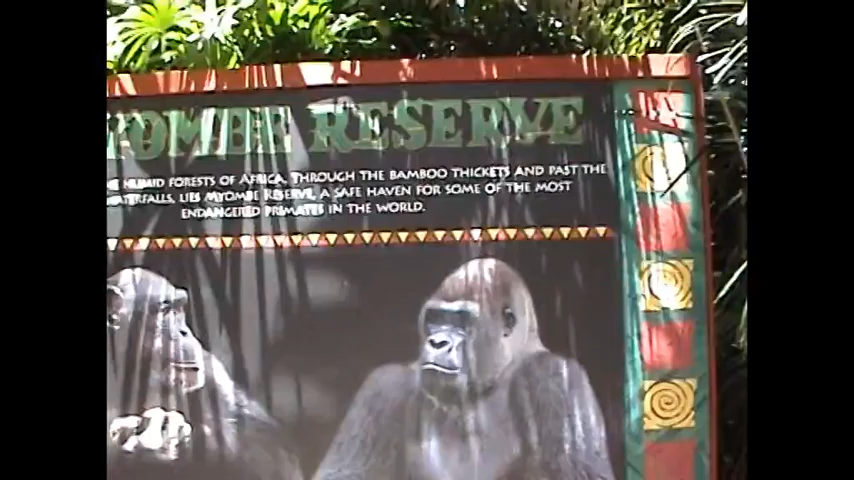 YOMBE RESERVE
HUMID FORESTS OF AFRICA, THROUGH THE BAMBOO THICKETS AND PAST THE
WATERFALLS, LIES MYOMBE RESERVE, A SAFE HAVEN FOR SOME OF THE MOST
ENDANGERED PRIMATES IN THE WORLD.